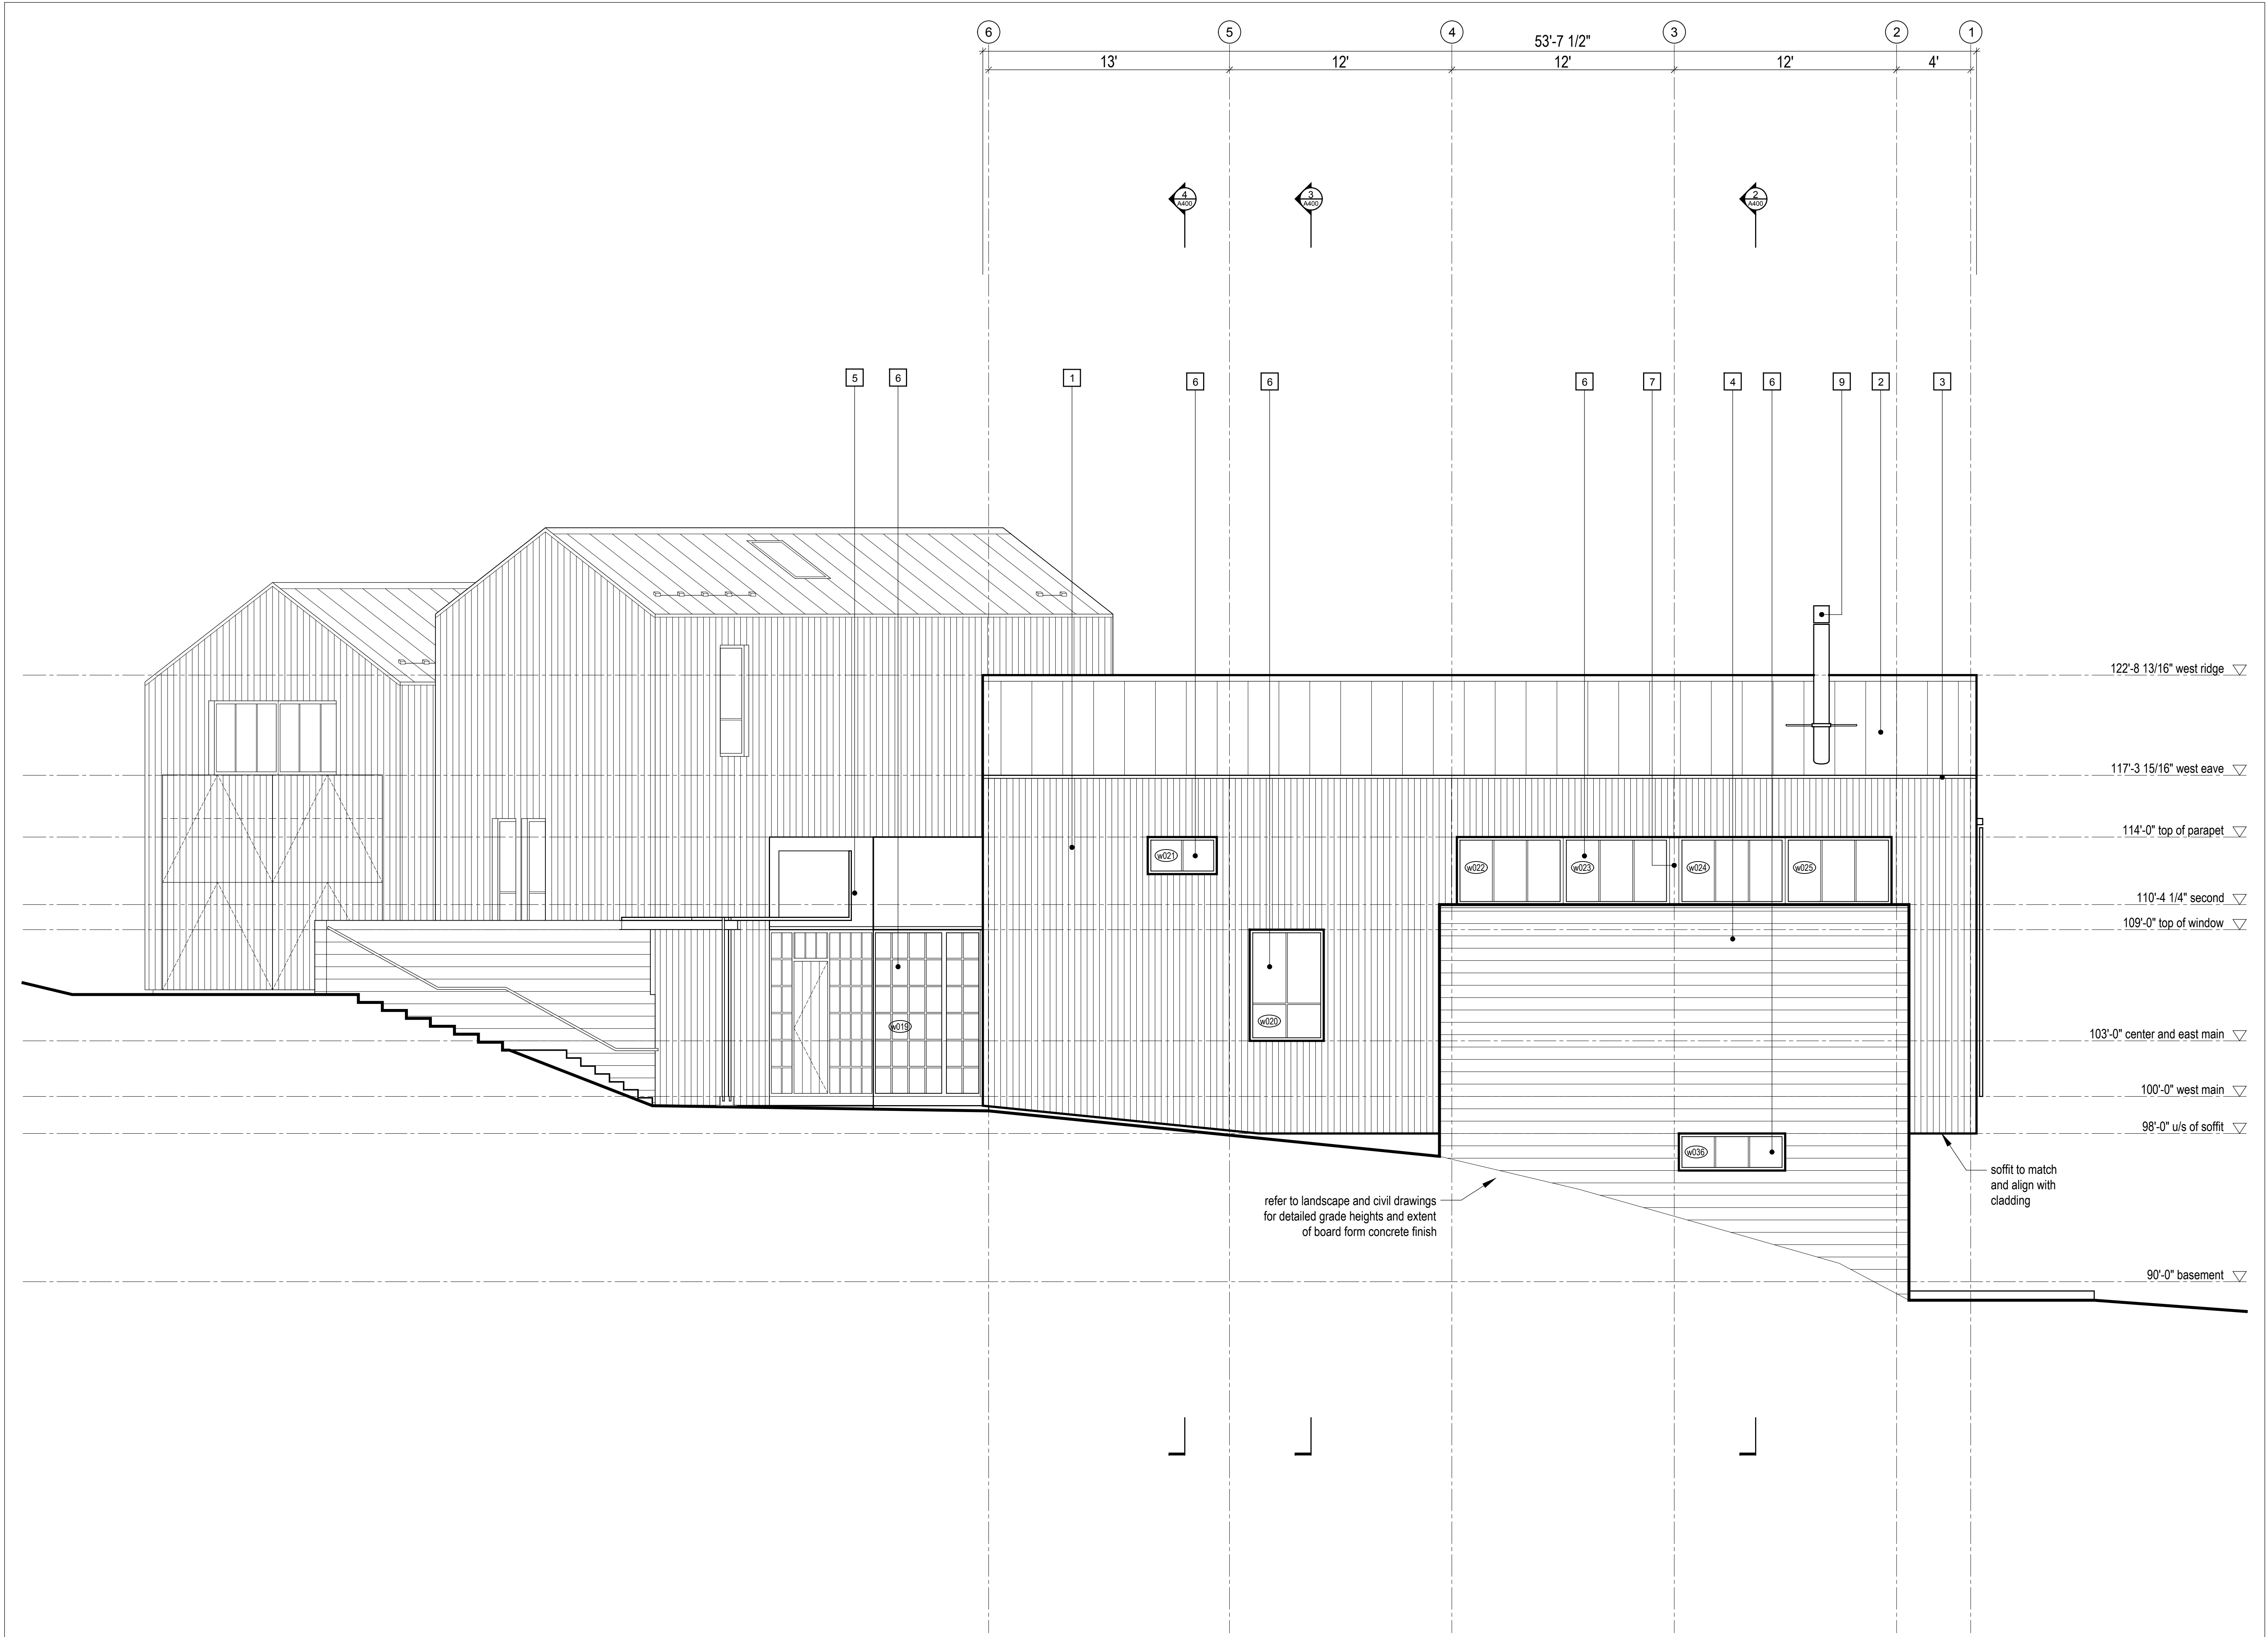 6
5
4
3
2
1
53'-7 1/2"
13'
12'
12'
12'
4'
4
A400
3
A400
2
A400
5
6
1
6
6
6
7
4
6
9
2
3
122'-8 13/16" west ridge
117'-3 15/16" west eave
114'-0" top of parapet
w021
w022
w023
w024
w025
110'-4 1/4" second
109'-0" top of window
w019
w020
103'-0" center and east main
100'-0" west main
98'-0" u/s of soffit
w036
soffit to match
and align with
cladding
refer to landscape and civil drawings
for detailed grade heights and extent
of board form concrete finish
90'-0" basement